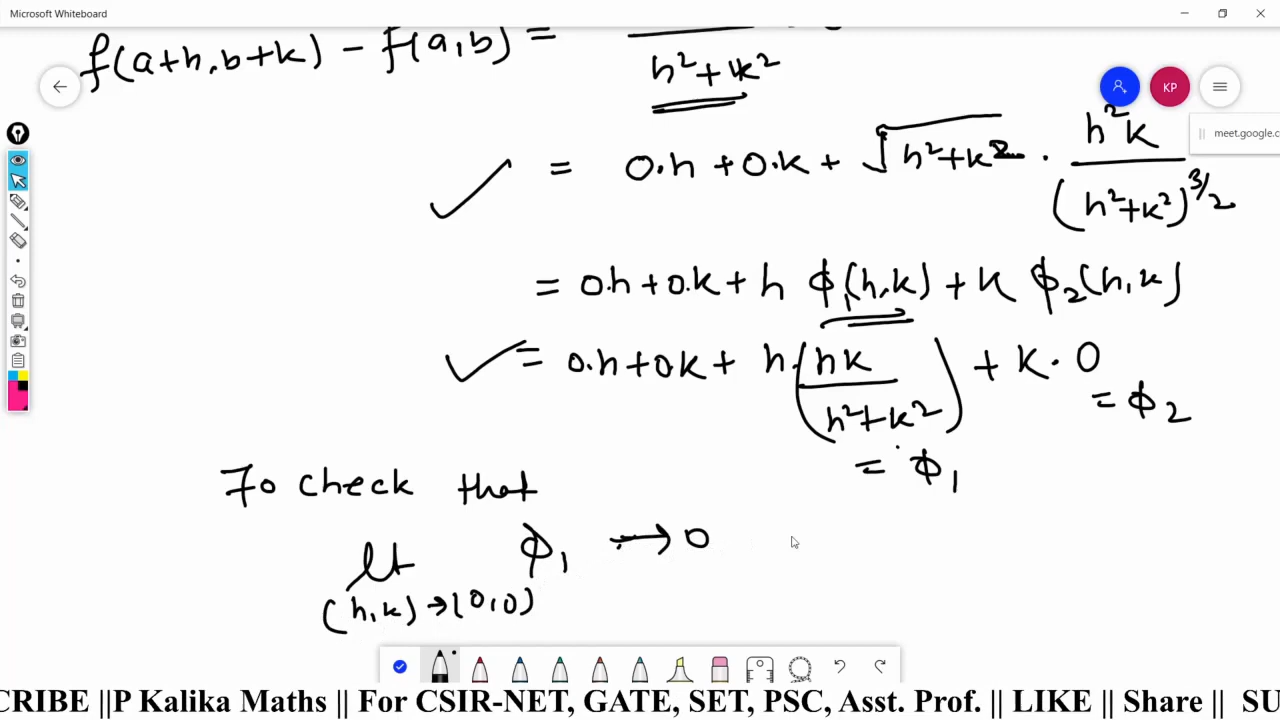 Microsoft Whiteboard
f(a+h, b+k) - f(a,b) =
h²+k²
KP
meet.google.c
= 0.h + 0.k + √h²+k² . h²k / (h²+k²)^3/2
= 0.h + 0.k + h ϕ₁(h,k) + k ϕ₂(h,k)
= 0.h + 0.k + h.(hk / h²+k²) + k.0
= ϕ₂
= ϕ₁
To check that
lt ϕ₁ → 0
(h,k)→(0,0)
CRIBE ||P Kalika Maths || For CSIR-NET, GATE, SET, PSC, Asst. Prof. || LIKE || Share || SU